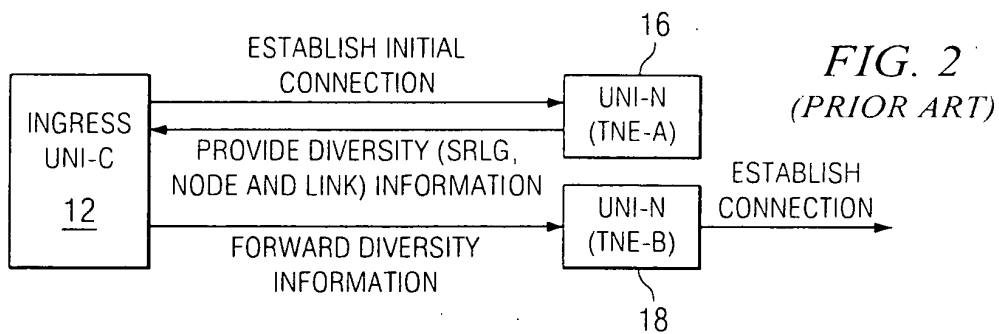 16
FIG. 2
(PRIOR ART)
ESTABLISH INITIAL
CONNECTION
INGRESS
UNI-C
12
UNI-N
(TNE-A)
PROVIDE DIVERSITY (SRLG,
NODE AND LINK) INFORMATION
UNI-N
(TNE-B)
ESTABLISH
CONNECTION
FORWARD DIVERSITY
INFORMATION
18